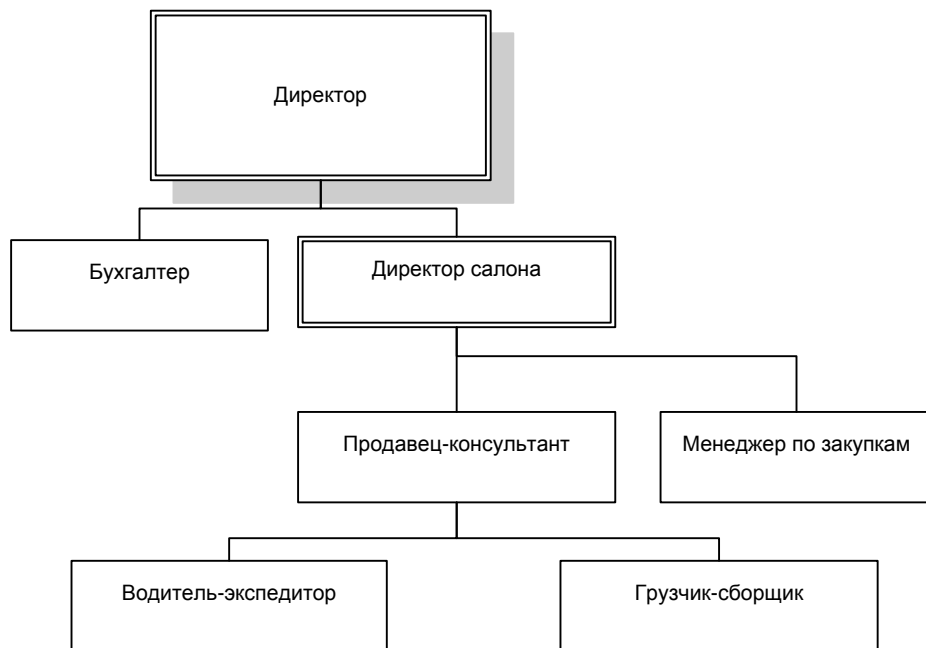 Директор
Бухгалтер
Директор салона
Продавец-консультант
Менеджер по закупкам
Водитель-экспедитор
Грузчик-сборщик